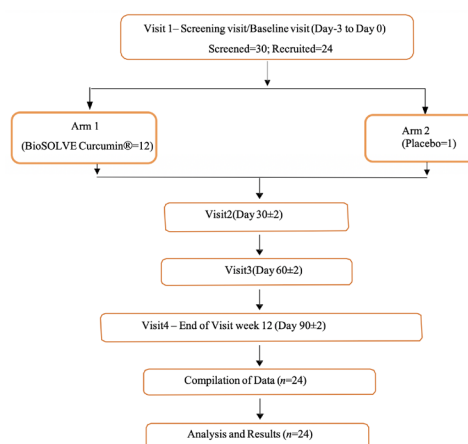 Visit 1– Screening visit/Baseline visit (Day-3 to Day 0)
Screened=30; Recruited=24
Arm 1
(BioSOLVE Curcumin®=12)
Arm 2
(Placebo=1)
Visit2(Day 30±2)
Visit3(Day 60±2)
Visit4 – End of Visit week 12 (Day 90±2)
Compilation of Data (n=24)
Analysis and Results (n=24)